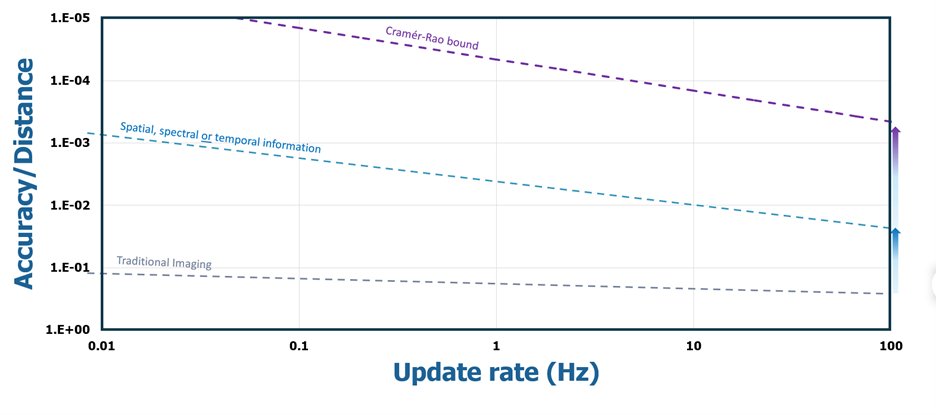 1.E-05
Cramér-Rao bound
1.E-04
Spatial, spectral or temporal information
1.E-03
1.E-02
Traditional Imaging
1.E-01
1.E+00
Accuracy/Distance
0.01 0.1 1 10 100
Update rate (Hz)